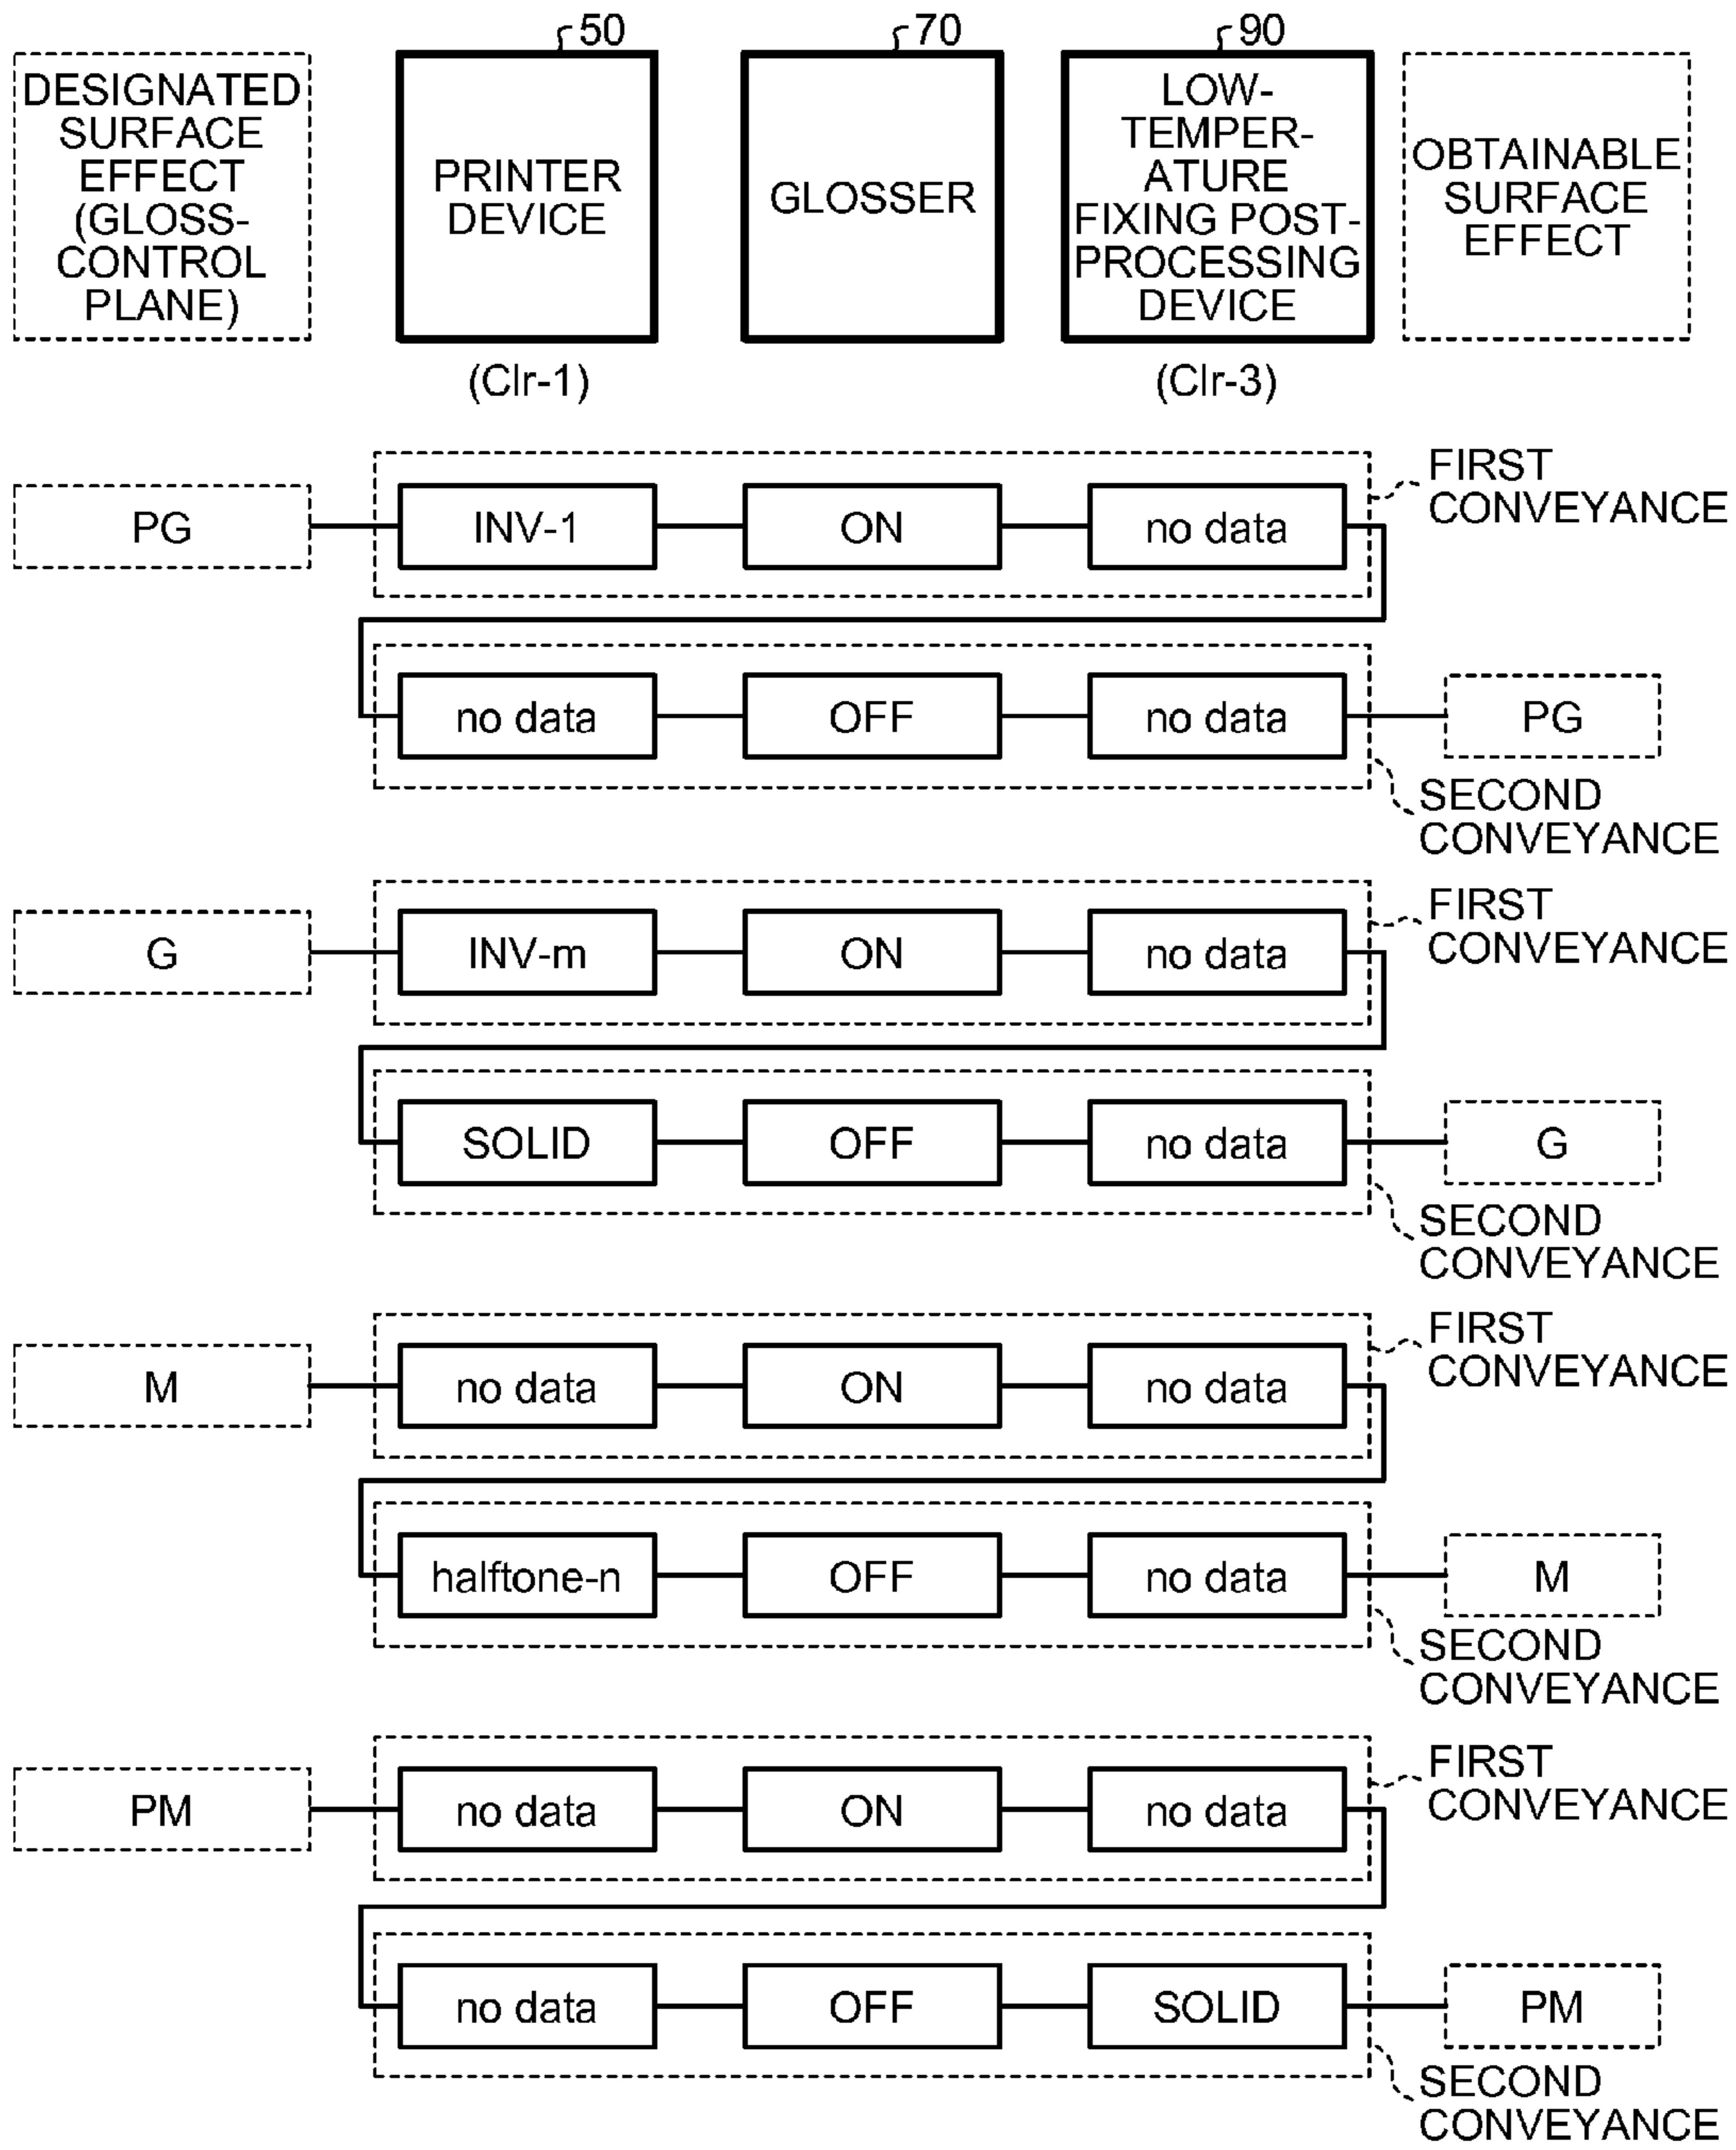 50
70
90
DESIGNATED
SURFACE
EFFECT
(GLOSS-
CONTROL
PLANE)
PRINTER
DEVICE
GLOSSER
LOW-
TEMPER-
ATURE
FIXING POST-
PROCESSING
DEVICE
OBTAINABLE
SURFACE
EFFECT
(Clr-1)
(Clr-3)
FIRST
CONVEYANCE
PG
INV-1
ON
no data
no data
OFF
no data
PG
SECOND
CONVEYANCE
FIRST
CONVEYANCE
G
INV-m
ON
no data
SOLID
OFF
no data
G
SECOND
CONVEYANCE
FIRST
CONVEYANCE
M
no data
ON
no data
halftone-n
OFF
no data
M
SECOND
CONVEYANCE
FIRST
CONVEYANCE
PM
no data
ON
no data
no data
OFF
SOLID
PM
SECOND
CONVEYANCE